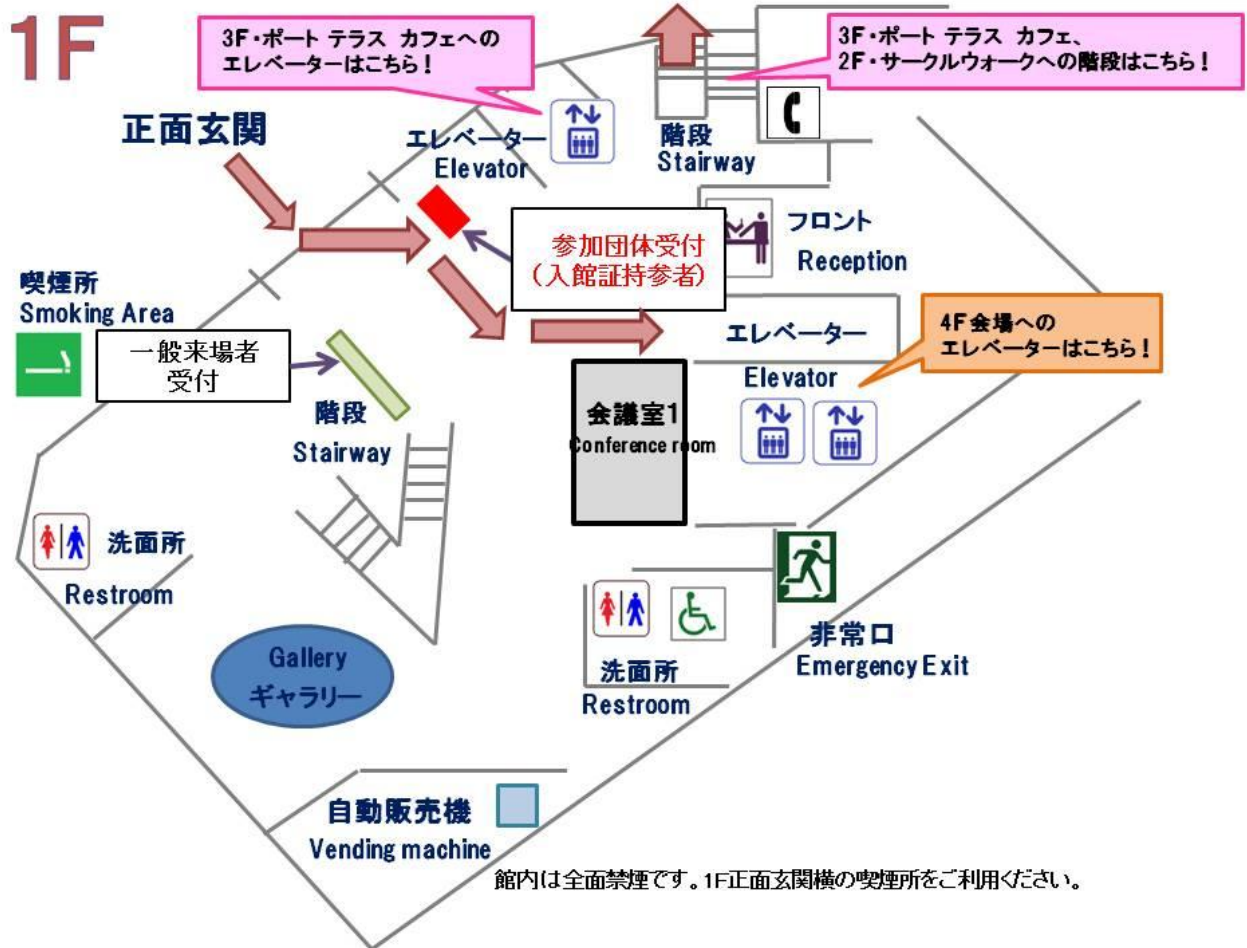 1F
3F・ポート テラス カフェへの
エレベーターはこちら！
3F・ポート テラス カフェ、
2F・サークルウォークへの階段はこちら！
正面玄関
エレベーター
Elevator
階段
Stairway
参加団体受付
（入館証持参者）
フロント
Reception
喫煙所
Smoking Area
一般来場者
受付
エレベーター
Elevator
4F会場への
エレベーターはこちら！
階段
Stairway
会議室1
Conference room
洗面所
Restroom
Gallery
ギャラリー
洗面所
Restroom
非常口
Emergency Exit
自動販売機
Vending machine
館内は全面禁煙です。1F正面玄関横の喫煙所をご利用ください。